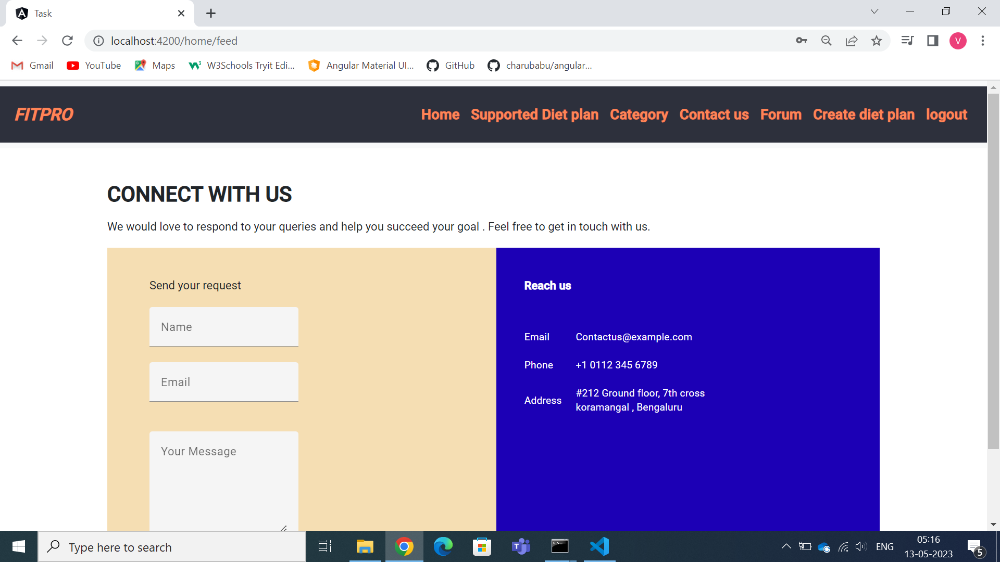 Task
localhost:4200/home/feed
V
Gmail YouTube Maps W3Schools Tryit Edi... Angular Material UI... GitHub charubabu/angular...
FITPRO Home Supported Diet plan Category Contact us Forum Create diet plan logout
CONNECT WITH US
We would love to respond to your queries and help you succeed your goal . Feel free to get in touch with us.
Send your request
Name
Email
Your Message
Reach us
Email Contactus@example.com
Phone +1 0112 345 6789
Address #212 Ground floor, 7th cross
koramangal , Bengaluru
Type here to search
ENG
05:16
13-05-2023
5